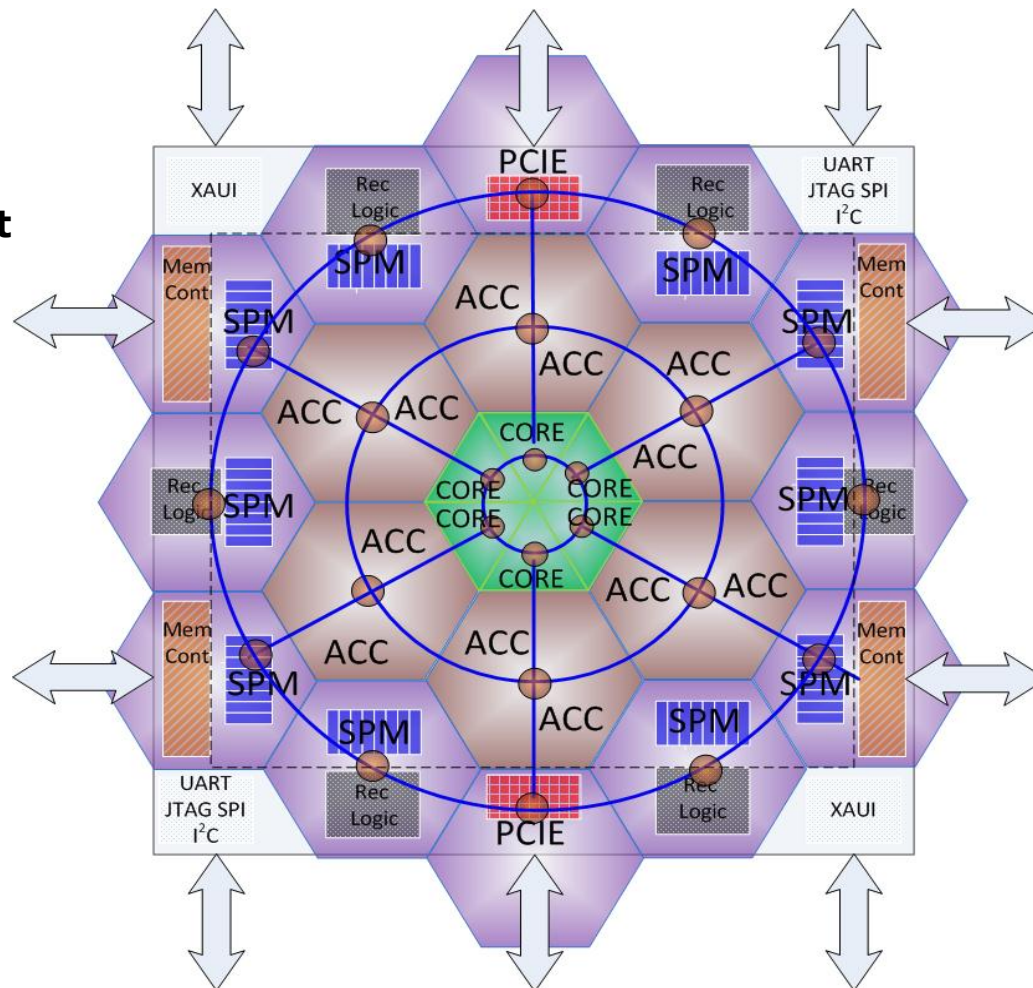 PCIE
XAUI
Rec
Logic
Rec
Logic
UART
JTAG SPI
I²C
t
SPM
SPM
Mem
Cont
Mem
Cont
SPM
SPM
ACC
ACC
ACC
ACC
ACC
ACC
ACC
CORE
CORE
CORE
Rec
Logic
SPM
SPM
Rec
Logic
CORE
CORE
ACC
ACC
ACC
CORE
Mem
Cont
ACC
ACC
Mem
Cont
SPM
SPM
ACC
SPM
SPM
UART
JTAG SPI
I²C
Rec
Logic
PCIE
Rec
Logic
XAUI